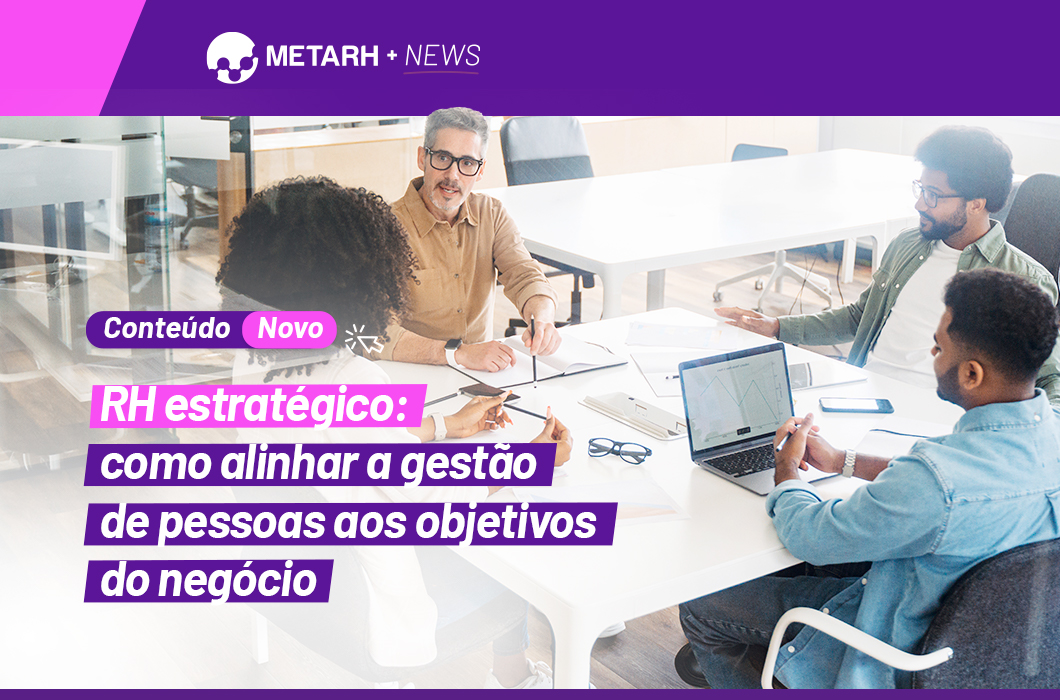 METARH + NEWS
Conteúdo Novo
RH estratégico:
como alinhar a gestão
de pessoas aos objetivos
do negócio